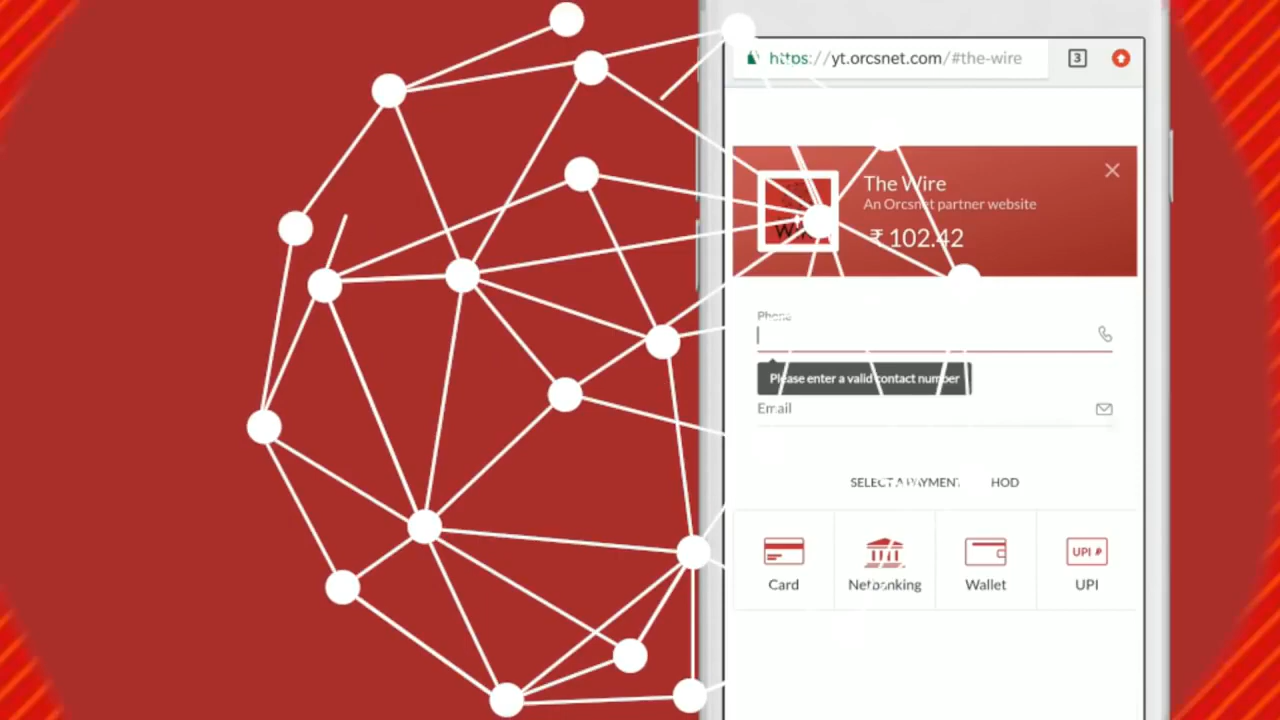 https://yt.orcsnet.com/#the-wire
3
The Wire
An Orcsnet partner website
₹ 102.42
Phone
Please enter a valid contact number
Email
SELECT A PAYMENT HOD
Card
Netbanking
Wallet
UPI
UPI